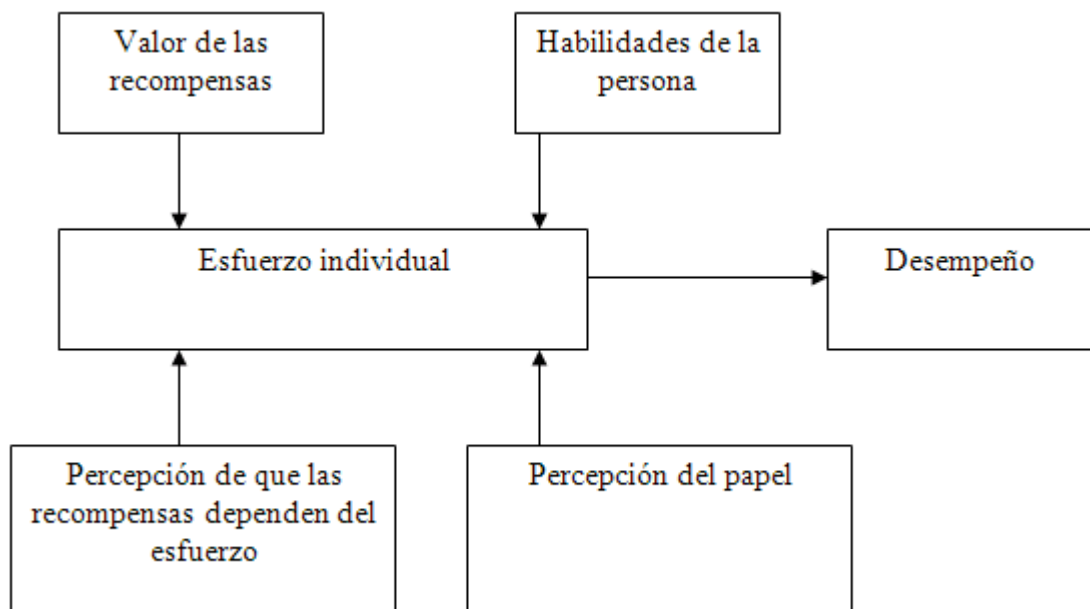 Valor de las
recompensas
Habilidades de la
persona
Esfuerzo individual
Desempeño
Percepción de que las
recompensas dependen del
esfuerzo
Percepción del papel